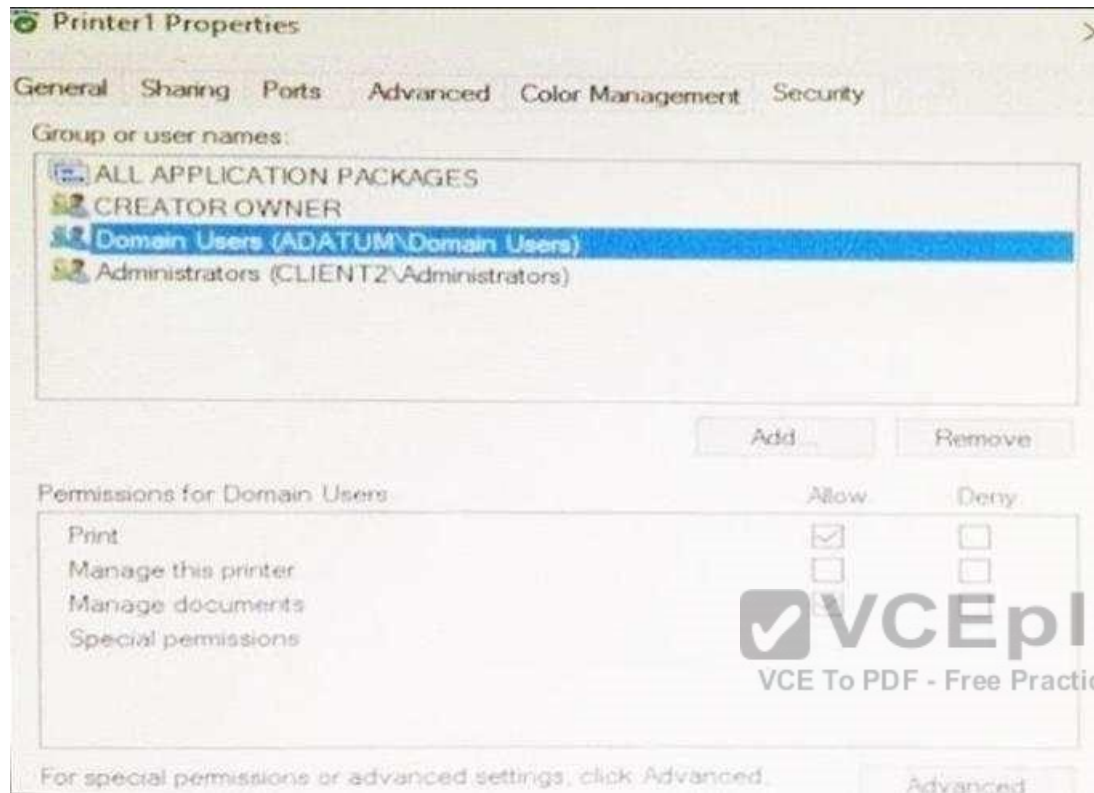 Printer1 Properties
General Sharing Ports Advanced Color Management Security
Group or user names:
ALL APPLICATION PACKAGES
CREATOR OWNER
Domain Users (ADATUM\Domain Users)
Administrators (CLIENT2\Administrators)
Add... Remove
Permissions for Domain Users Allow Deny
Print
Manage this printer
Manage documents
Special permissions
VCEpl
VCE To PDF - Free Practic
For special permissions or advanced settings, click Advanced.
Advanced